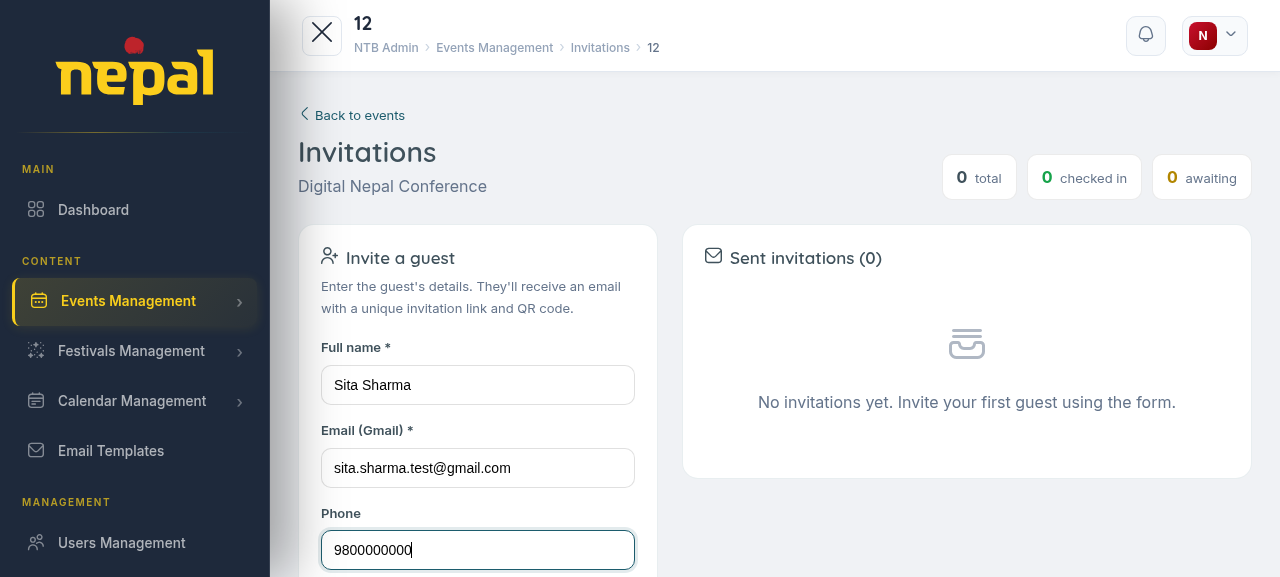 nepal
MAIN
Dashboard
CONTENT
Events Management
Festivals Management
Calendar Management
Email Templates
MANAGEMENT
Users Management
12
NTB Admin › Events Management › Invitations › 12
N
Back to events
Invitations
Digital Nepal Conference
0 total
0 checked in
0 awaiting
Invite a guest
Enter the guest's details. They'll receive an email
with a unique invitation link and QR code.
Full name *
Sita Sharma
Email (Gmail) *
sita.sharma.test@gmail.com
Phone
9800000000
Sent invitations (0)
No invitations yet. Invite your first guest using the form.